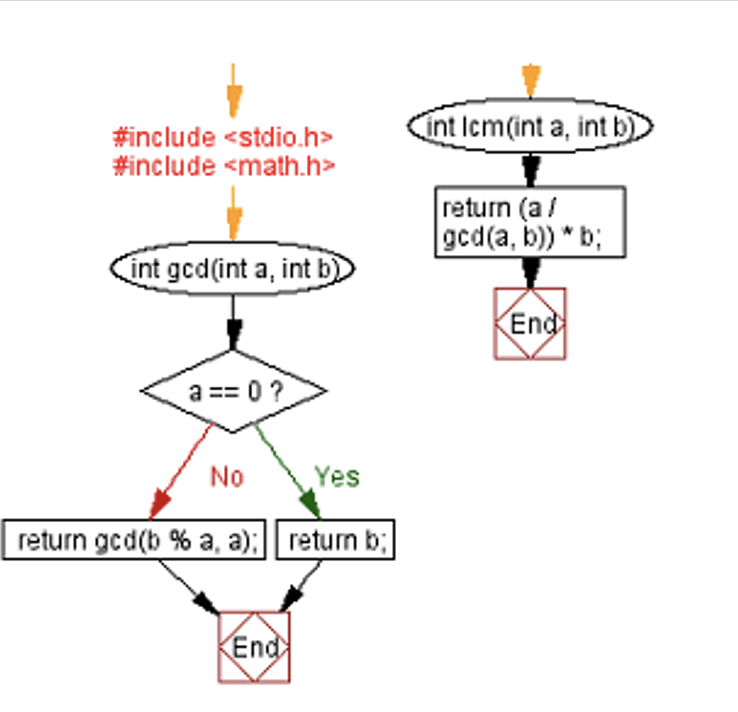 #include <stdio.h>
#include <math.h>
int gcd(int a, int b)
a == 0 ?
No
Yes
return gcd(b % a, a);
return b;
End
int lcm(int a, int b)
return (a /
gcd(a, b)) * b;
End